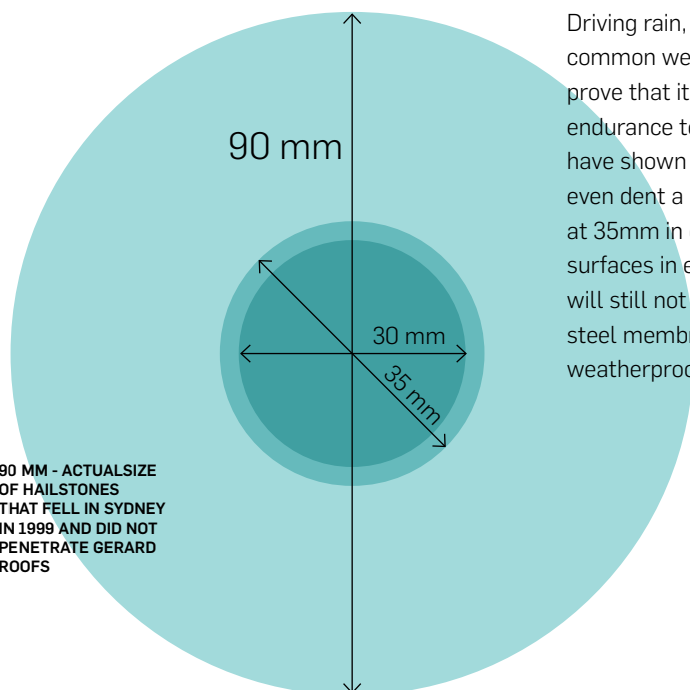 Driving rain,
common we
prove that it
endurance to
have shown
even dent a
at 35mm in
surfaces in e
will still not
steel membr
weatherproo
90 mm
30 mm
35 mm
90 MM - ACTUALSIZE
OF HAILSTONES
THAT FELL IN SYDNEY
IN 1999 AND DID NOT
PENETRATE GERARD
ROOFS